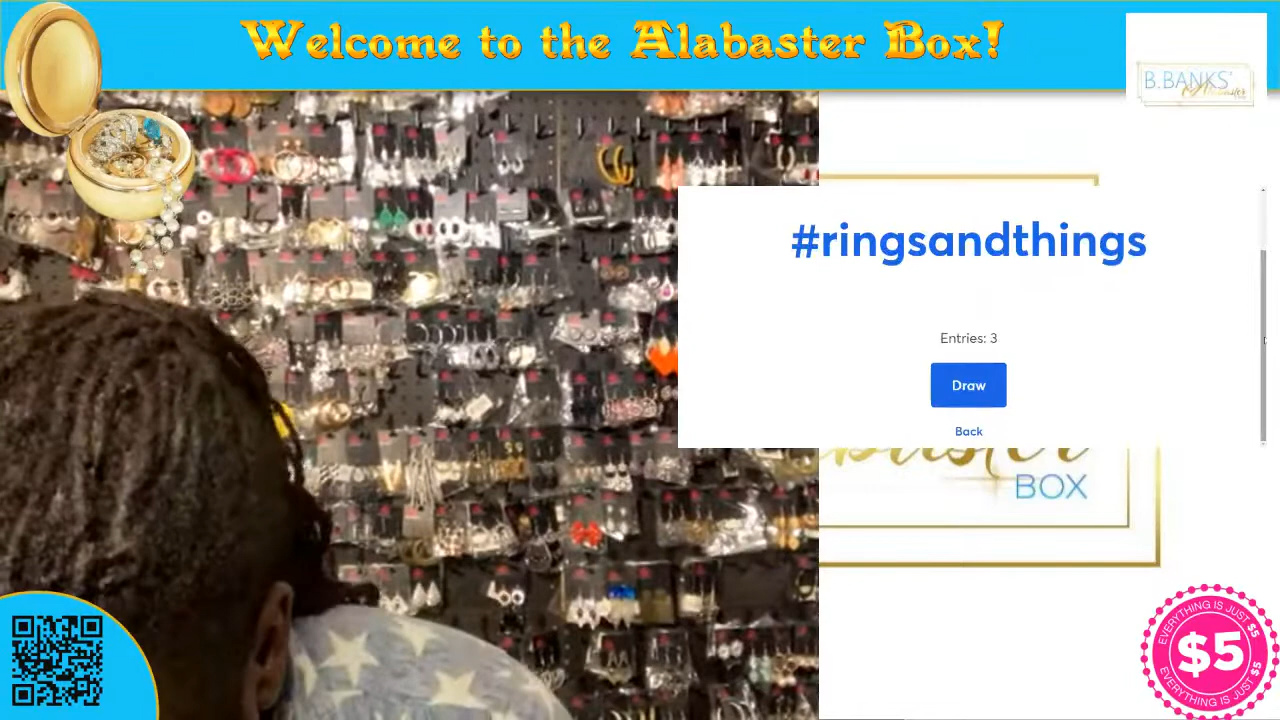 Welcome to the Alabaster Box!
B.BANKS'
#ringsandthings
Entries: 3
Draw
Back
BOX
EVERYTHING IS JUST $5
$5
EVERYTHING IS JUST $5